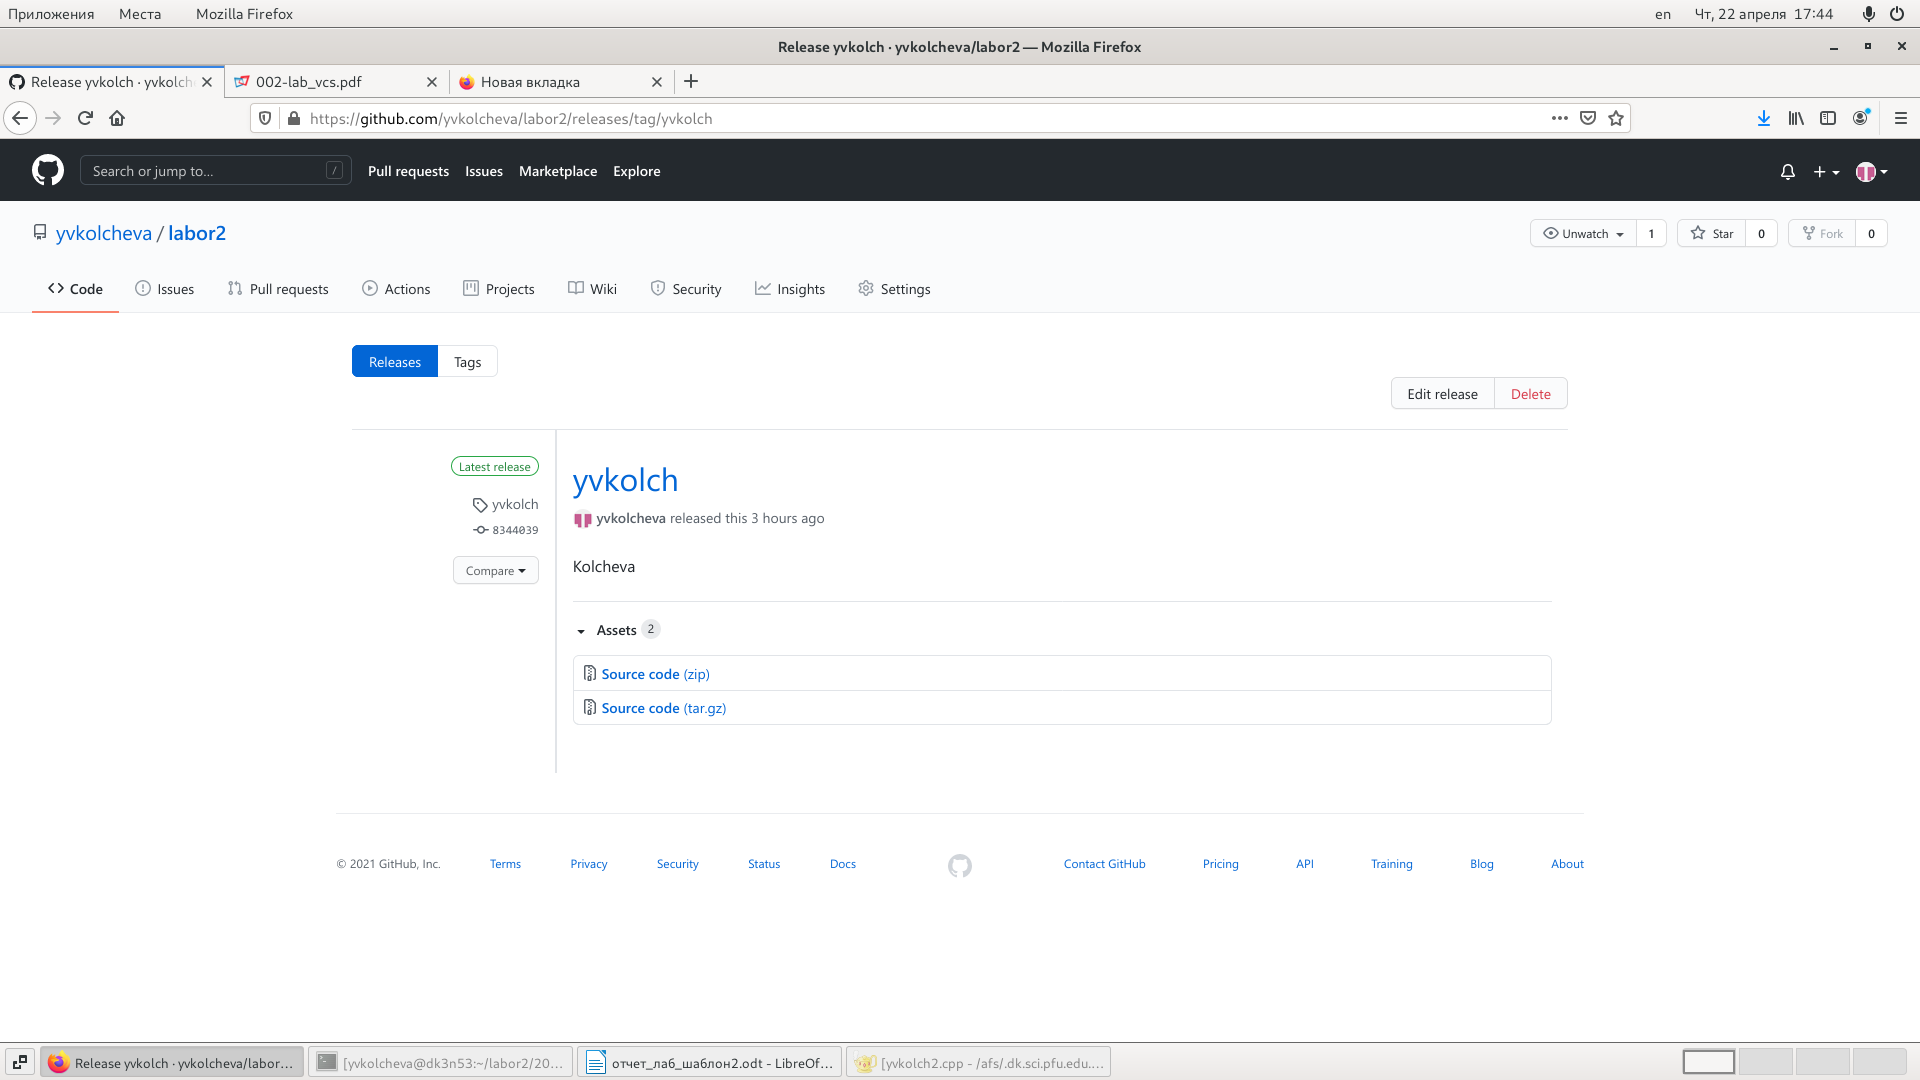 Приложения Места Mozilla Firefox en Чт, 22 апреля 17:44
Release yvkolch · yvkolcheva/labor2 — Mozilla Firefox
Release yvkolch · yvkolch 002-lab_vcs.pdf Новая вкладка
https://github.com/yvkolcheva/labor2/releases/tag/yvkolch
Search or jump to... / Pull requests Issues Marketplace Explore
yvkolcheva / labor2 Unwatch 1 Star 0 Fork 0
Code Issues Pull requests Actions Projects Wiki Security Insights Settings
Releases Tags
Edit release Delete
Latest release
yvkolch
8344039
Compare
yvkolch
yvkolcheva released this 3 hours ago
Kolcheva
Assets 2
Source code (zip)
Source code (tar.gz)
© 2021 GitHub, Inc. Terms Privacy Security Status Docs Contact GitHub Pricing API Training Blog About
Release yvkolch · yvkolcheva/labor... [yvkolcheva@dk3n53:~/labor2/20... отчет_лаб_шаблон2.odt - LibreOf... [yvkolch2.cpp - /afs/.dk.sci.pfu.edu....